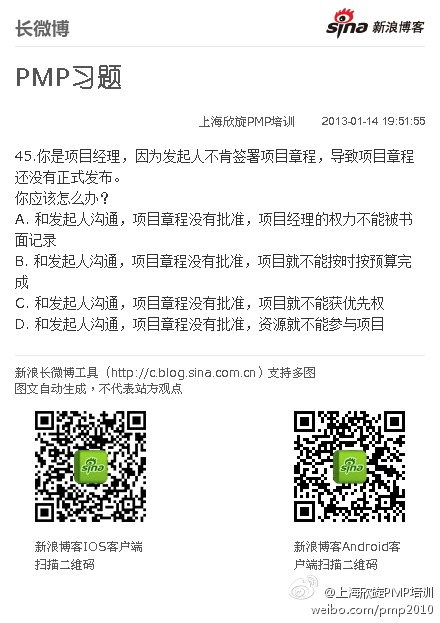 长微博
sina 新浪博客
PMP习题
上海欣旋PMP培训 2013-01-14 19:51:55
45.你是项目经理，因为发起人不肯签署项目章程，导致项目章程
还没有正式发布。
你应该怎么办？
A. 和发起人沟通，项目章程没有批准，项目经理的权力不能被书
面记录
B. 和发起人沟通，项目章程没有批准，项目就不能按时按预算完
成
C. 和发起人沟通，项目章程没有批准，项目就不能获优先权
D. 和发起人沟通，项目章程没有批准，资源就不能参与项目
新浪长微博工具（http://c.blog.sina.com.cn）支持多图
图文自动生成，不代表站方观点
sina
sina
新浪博客IOS客户端
扫描二维码
新浪博客Android客
户端扫描二维码
@上海欣旋PMP培训
weibo.com/pmp2010